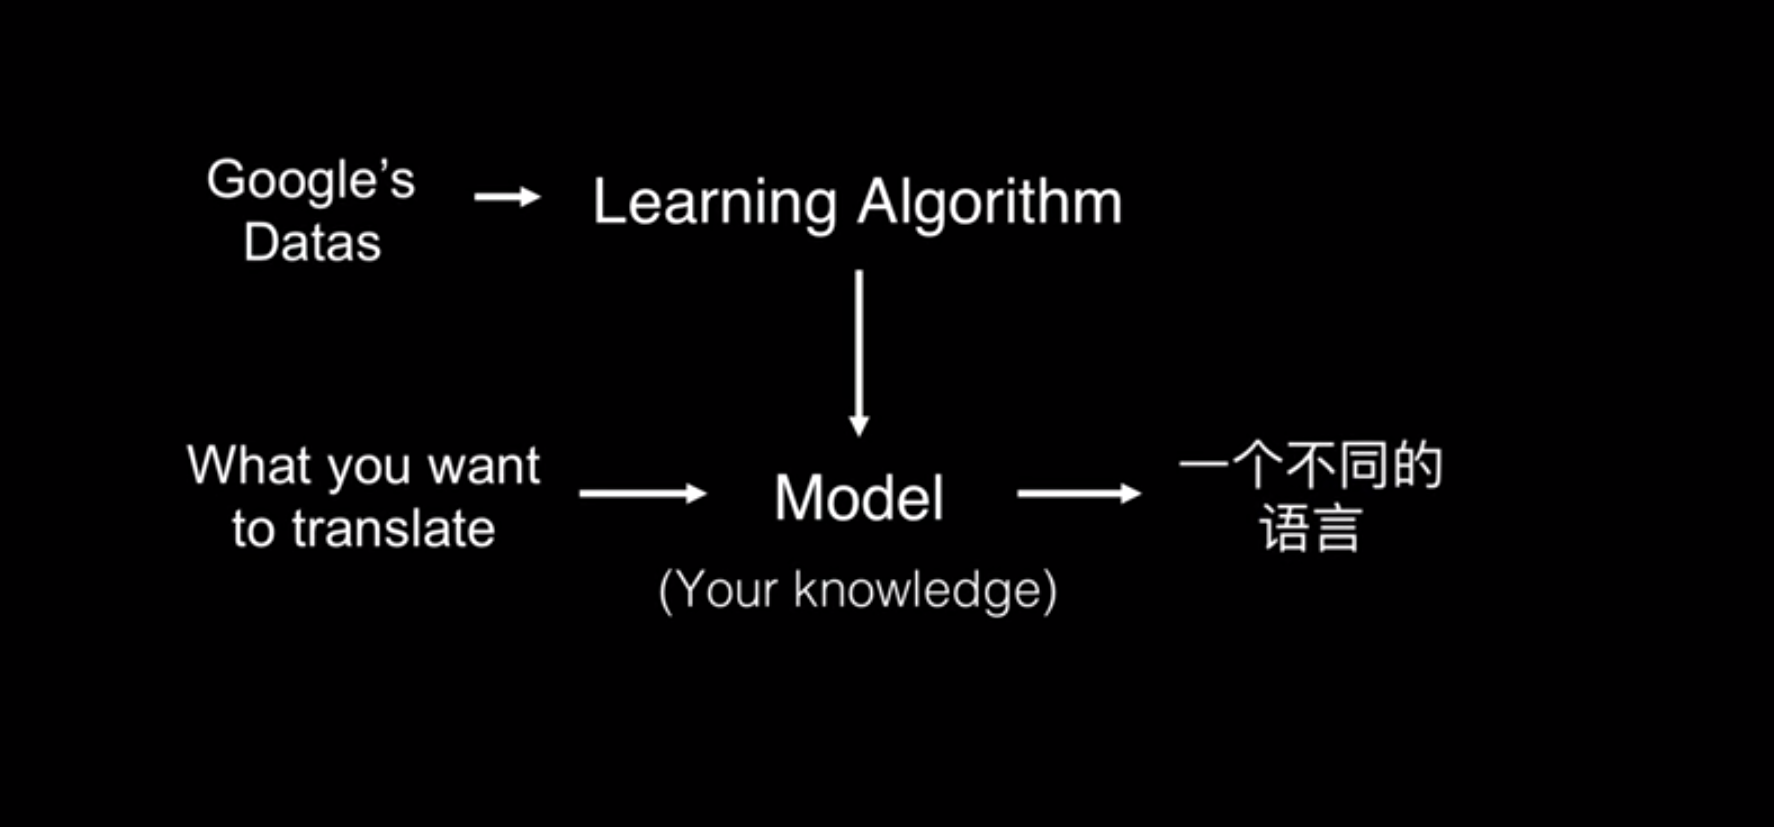 Google’s
Datas
Learning Algorithm
What you want
to translate
Model
(Your knowledge)
一个不同的
语言